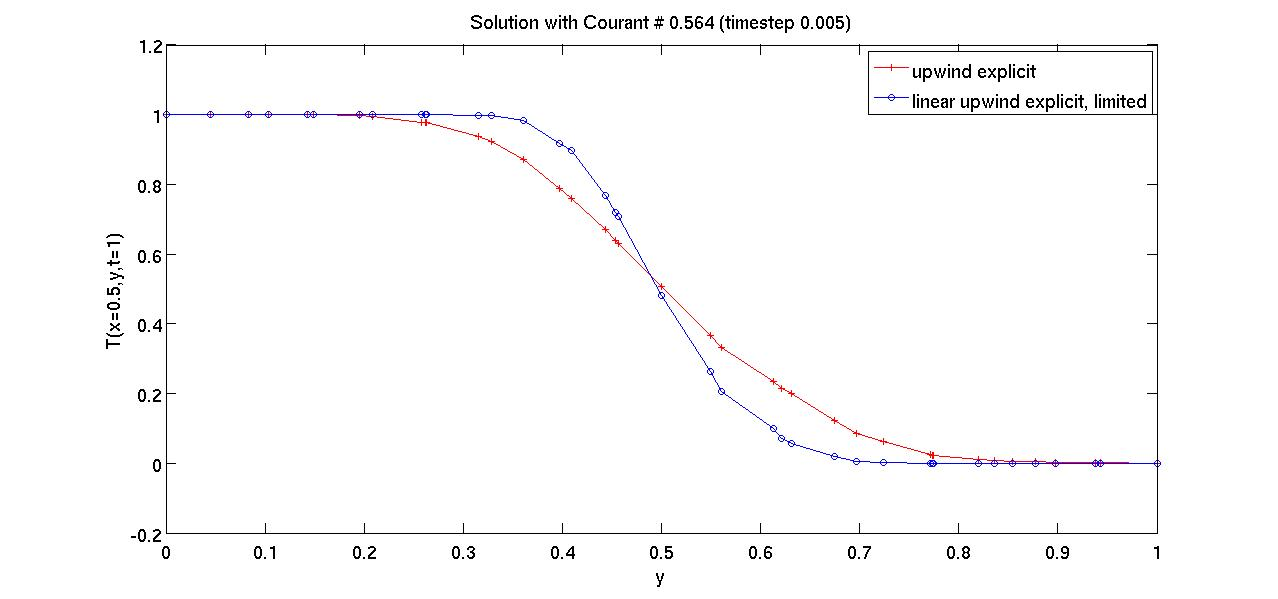 Solution with Courant # 0.564 (timestep 0.005)
1.2
1
0.8
0.6
0.4
0.2
0
-0.2
T(x=0.5,y,t=1)
upwind explicit
linear upwind explicit, limited
0 0.1 0.2 0.3 0.4 0.5 0.6 0.7 0.8 0.9 1
y